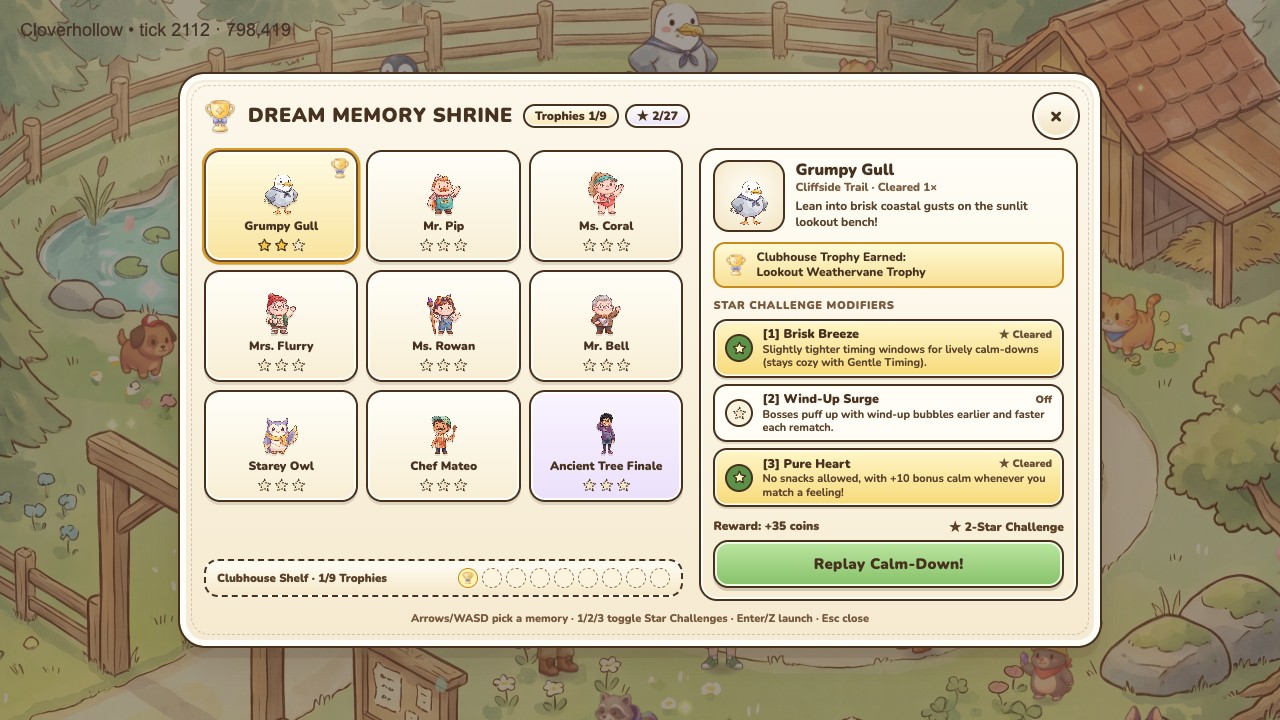 Cloverhollow • tick 2112 · 798,419
DREAM MEMORY SHRINE
Trophies 1/9
★ 2/27
×
Grumpy Gull
Mr. Pip
Ms. Coral
Mrs. Flurry
Ms. Rowan
Mr. Bell
Starey Owl
Chef Mateo
Ancient Tree Finale
Clubhouse Shelf · 1/9 Trophies
Grumpy Gull
Cliffside Trail · Cleared 1×
Lean into brisk coastal gusts on the sunlit
lookout bench!
Clubhouse Trophy Earned:
Lookout Weathervane Trophy
STAR CHALLENGE MODIFIERS
[1] Brisk Breeze
★ Cleared
Slightly tighter timing windows for lively calm-downs
(stays cozy with Gentle Timing).
[2] Wind-Up Surge
Off
Bosses puff up with wind-up bubbles earlier and faster
each rematch.
[3] Pure Heart
★ Cleared
No snacks allowed, with +10 bonus calm whenever you
match a feeling!
Reward: +35 coins
★ 2-Star Challenge
Replay Calm-Down!
Arrows/WASD pick a memory · 1/2/3 toggle Star Challenges · Enter/Z launch · Esc close